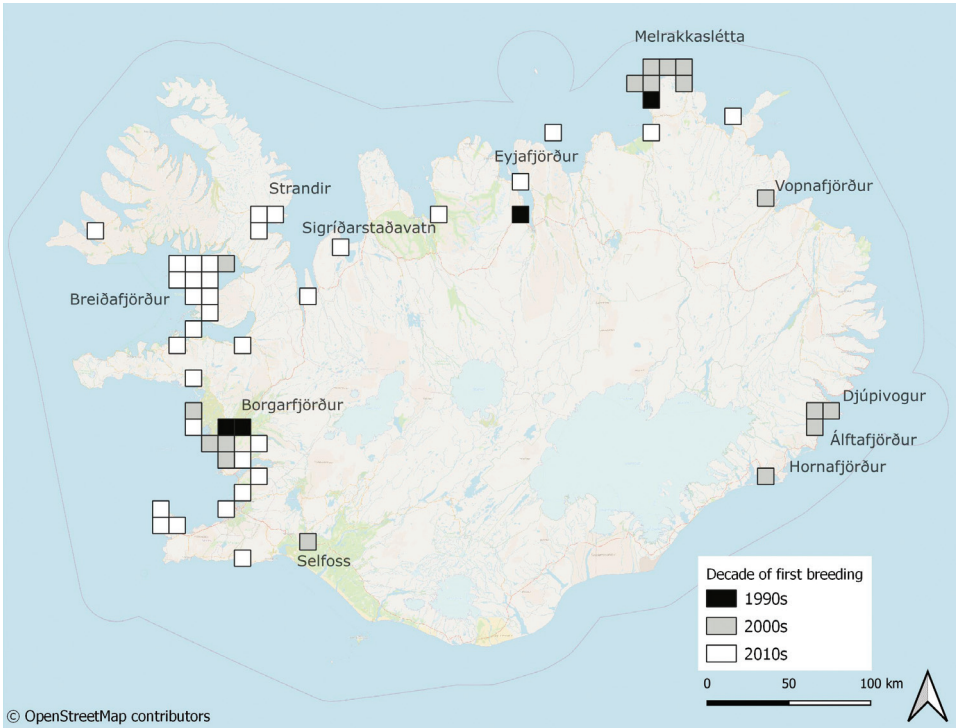 Melrakkaslétta
Eyjafjörður
Strandir
Vopnafjörður
Sigríðarstaðavatn
Breiðafjörður
Djúpivogur
Borgarfjörður
Álftafjörður
Hornafjörður
Selfoss
Decade of first breeding
1990s
2000s
2010s
0 50 100 km
© OpenStreetMap contributors